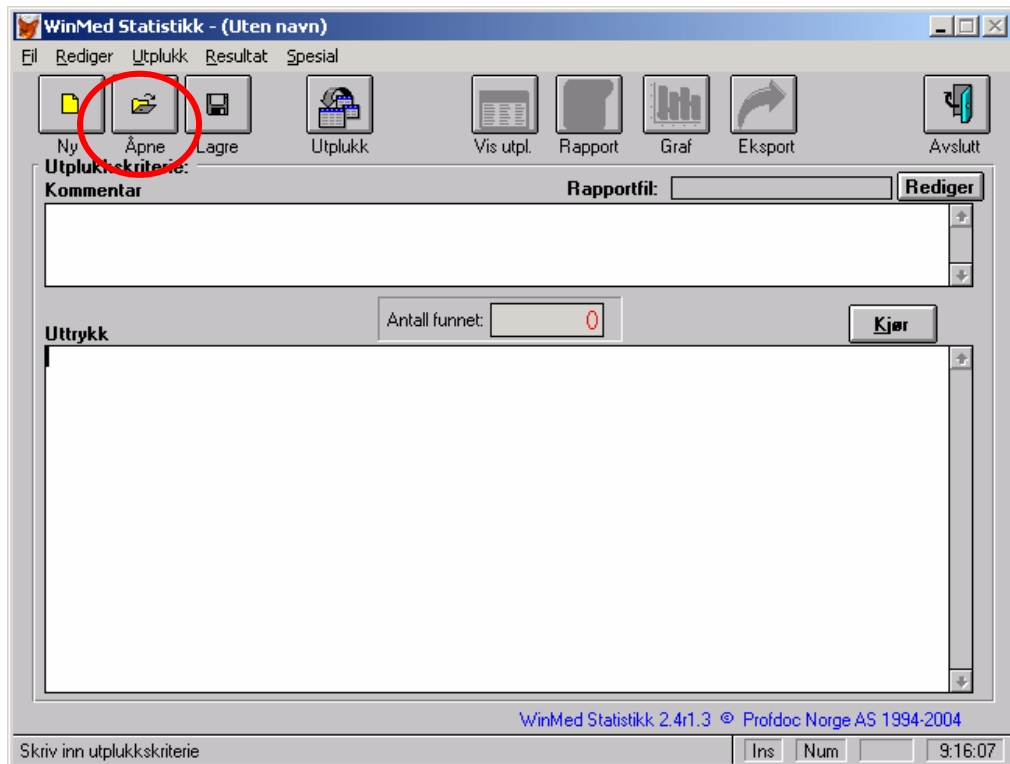 WinMed Statistikk - (Uten navn)
Fil Rediger Utplukk Resultat Spesial
Ny Åpne Lagre Utplukk Vis utpl. Rapport Graf Eksport Avslutt
Utplukkskriterie:
Kommentar Rapportfil: Rediger
Antall funnet: 0
Uttrykk Kjør
WinMed Statistikk 2.4r1.3 © Profdoc Norge AS 1994-2004
Skriv inn utplukkskriterie Ins Num 9:16:07